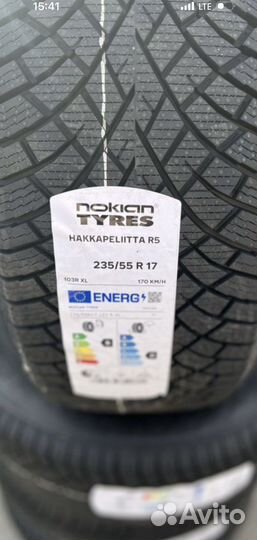 15:41
LTE
nokian
TYRES
HAKKAPELIITTA R5
235/55 R 17
103R XL 170 KM/H
ENERG
Avito